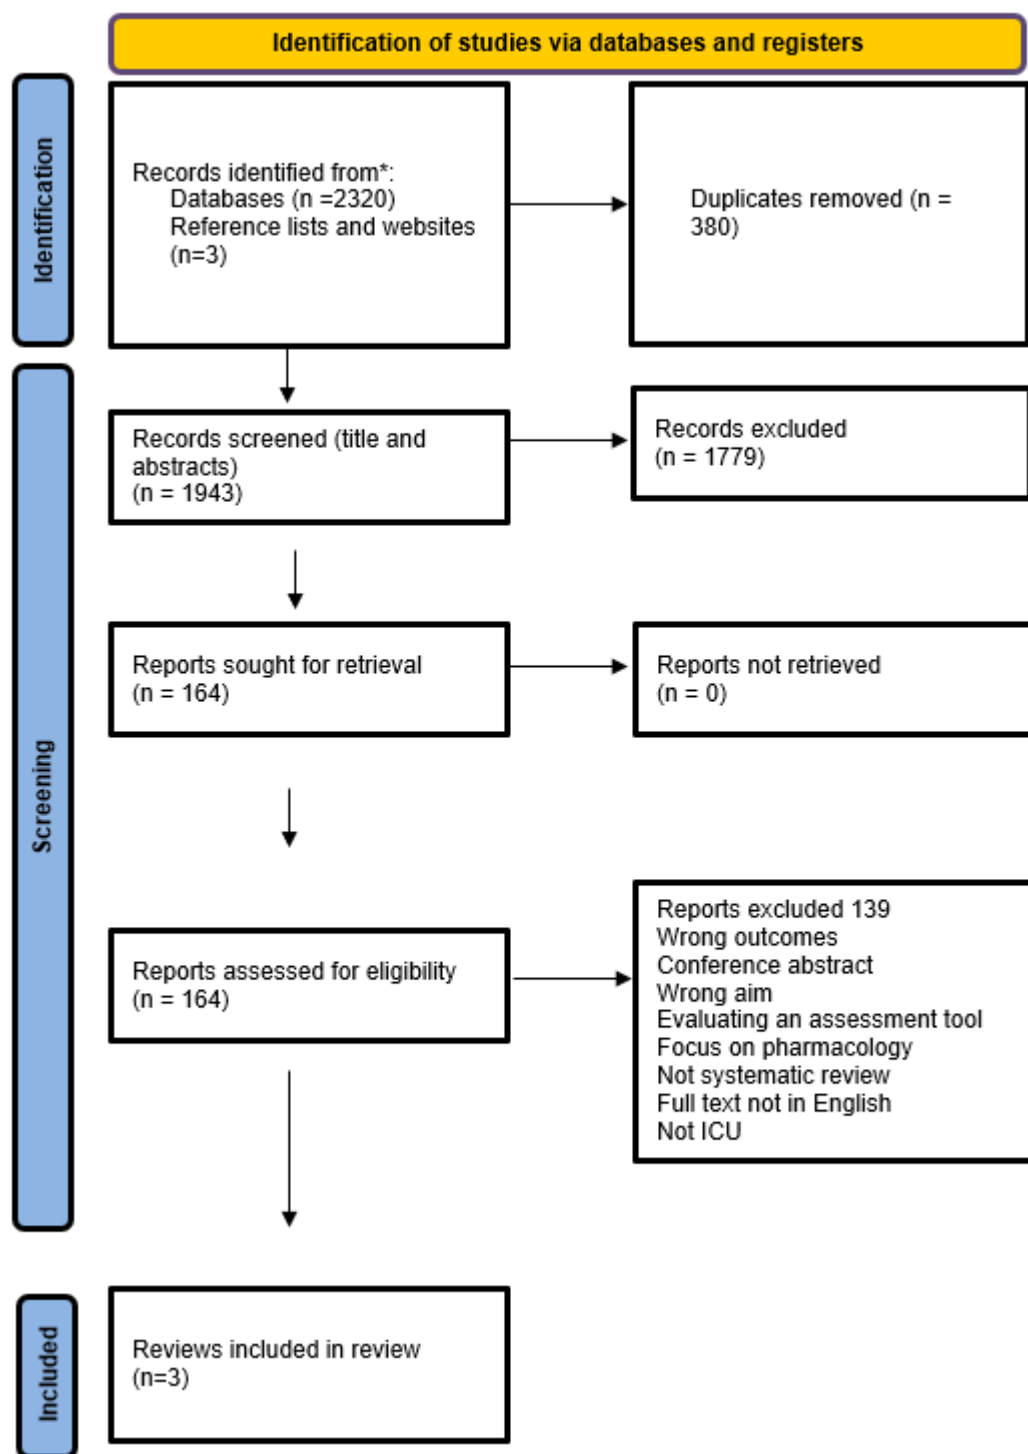 Identification of studies via databases and registers
Identification
Records identified from*:
Databases (n =2320)
Reference lists and websites
(n=3)
Duplicates removed (n =
380)
Screening
Records screened (title and
abstracts)
(n = 1943)
Records excluded
(n = 1779)
Reports sought for retrieval
(n = 164)
Reports not retrieved
(n = 0)
Reports assessed for eligibility
(n = 164)
Reports excluded 139
Wrong outcomes
Conference abstract
Wrong aim
Evaluating an assessment tool
Focus on pharmacology
Not systematic review
Full text not in English
Not ICU
Included
Reviews included in review
(n=3)